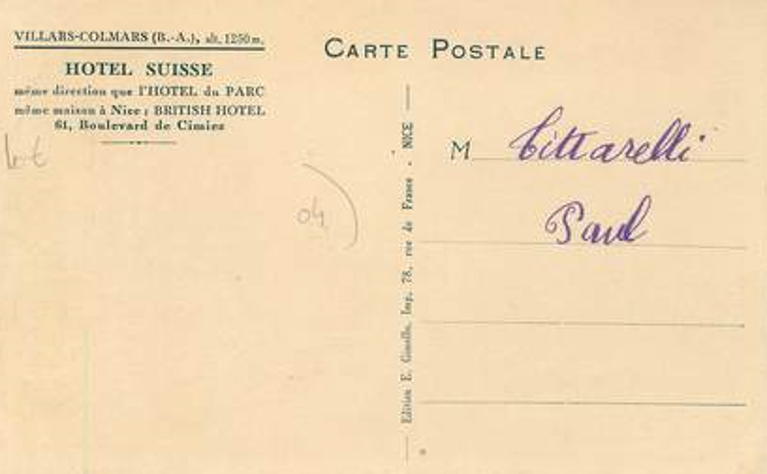 VILLARS-COLMARS (B.-A.), alt. 1250 m.
HOTEL SUISSE
même direction que l'HOTEL du PARC
même maison à Nice : BRITISH HOTEL
61, Boulevard de Cimiez
CARTE POSTALE
04
Edition E. Imp. 78, rue de France - NICE
M Cittarelli
Paul